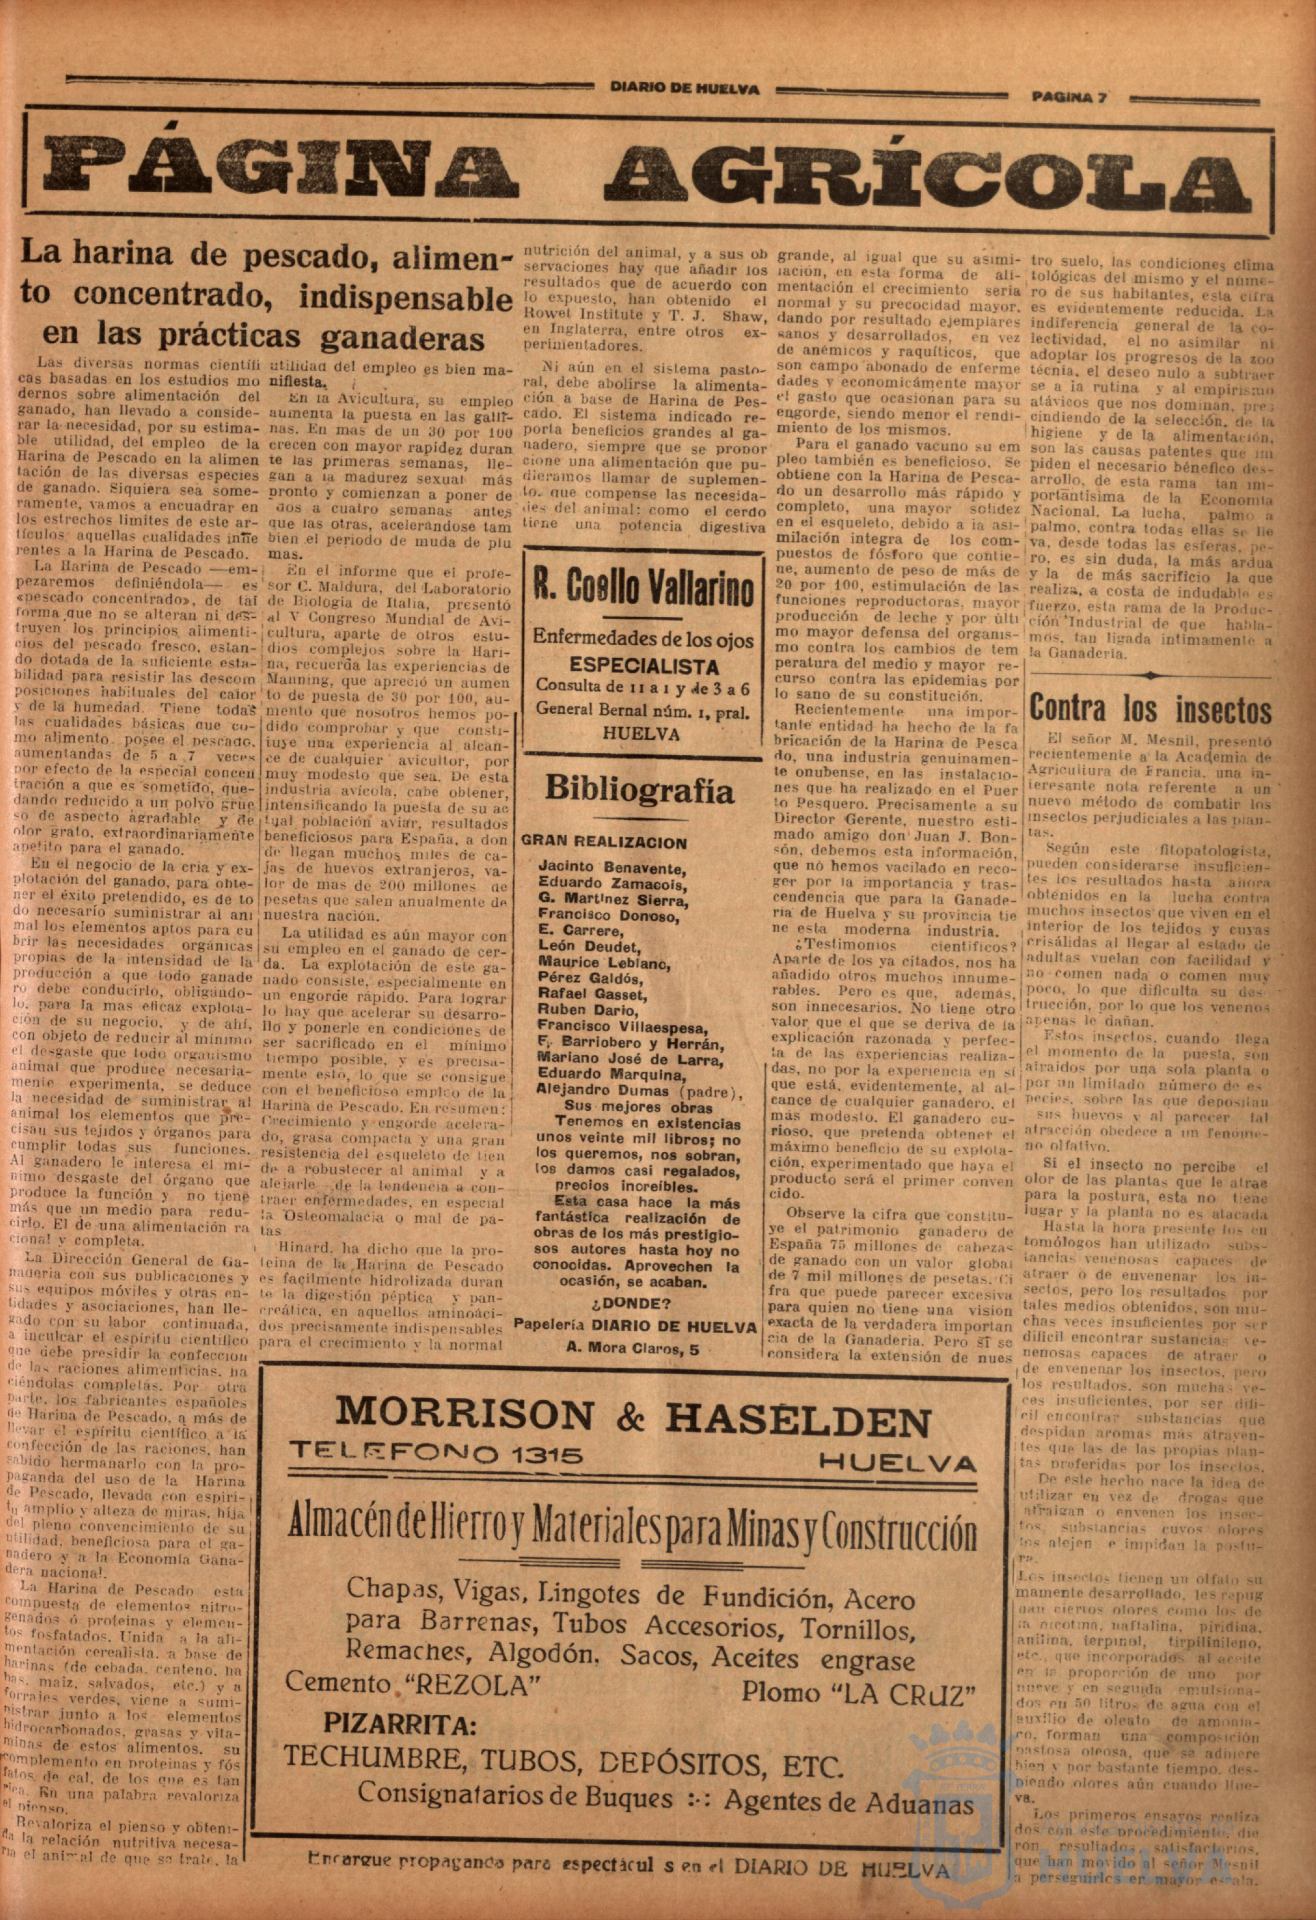 DIARIO DE HUELVA
PAGINA 7
PÁGINA AGRÍCOLA
La harina de pescado, alimen-
to concentrado, indispensable
en las prácticas ganaderas
Las diversas normas científi
cas basadas en los estudios mo
dernos sobre alimentación del
ganado, han llevado a conside-
rar la necesidad, por su estima-
ble utilidad, del empleo de la
Harina de Pescado en la alimen
tación de las diversas especies
de ganado. Siquiera sea some-
ramente, vamos a encuadrar en
los estrechos límites de este ar-
tículos, aquellas cualidades inhe
rentes a la Harina de Pescado.
La Harina de Pescado —em-
pezaremos definiéndola— es
«pescado concentrado», de tal
forma que no se alteran ni des-
truyen los principios alimenti-
cios del pescado fresco, estan-
do dotada de la suficiente esta-
bilidad para resistir las descom
posiciones habituales del calor
y de la humedad. Tiene todas
las cualidades básicas que co-
mo alimento posee el pescado,
aumentandas de 5 a 7 veces
por efecto de la especial concen
tración a que es sometido, que-
dando reducido a un polvo grue
so de aspecto agradable y de
olor grato, extraordinariamente
apetito para el ganado.
En el negocio de la cría y ex-
plotación del ganado, para obte-
ner el éxito pretendido, es de to
do necesario suministrar al ani
mal los elementos aptos para cu
brir las necesidades orgánicas
propias de la intensidad de la
producción a que todo ganade
ro debe conducirlo, obligándo-
lo, para la mas eficaz explota-
ción de su negocio, y de ahí,
con objeto de reducir al mínimo
el desgaste que todo organismo
animal que produce necesaria-
mente experimenta, se deduce
la necesidad de suministrar al
animal los elementos que pre-
cisan sus tejidos y órganos para
cumplir todas sus funciones.
Al ganadero le interesa el mí-
nimo desgaste del órgano que
produce la función y no tiene
más que un medio para redu-
cirlo. El de una alimentación ra
cional y completa.
La Dirección General de Ga-
nadería con sus publicaciones y
sus equipos móviles y otras en-
tidades y asociaciones, han lle-
gado con su labor continuada,
a inculcar el espíritu científico
que debe presidir la confección
de las raciones alimenticias, ha
ciéndolas completas. Por otra
parte, los fabricantes españoles
de Harina de Pescado, a más de
llevar el espíritu científico a la
confección de las raciones, han
sabido hermanarlo con la pro-
paganda del uso de la Harina
de Pescado, llevada con espíri-
tu amplio y alteza de miras, hija
del pleno convencimiento de su
utilidad, beneficiosa para el ga-
nadero y a la Economía Gana-
dera nacional.
La Harina de Pescado esta
compuesta de elementos nitro-
genados ó proteinas y elemen-
tos fosfatados. Unida a la ali-
mentación cerealista, a base de
harinas (de cebada, centeno, ha
bas, maiz, salvados, etc.) y a
forrajes verdes, viene a sumi-
nistrar junto a los elementos
hidrocarbonados, grasas y vita-
minas de estos alimentos, su
complemento en proteinas y fós
fatos, de cal, de los que es tan
rica. En una palabra revaloriza
el pienso.
Revaloriza el pienso y obteni-
da la relación nutritiva necesa-
ria el animal de que se trate, la
utilidad del empleo es bien ma-
nifiesta.
En la Avicultura, su empleo
aumenta la puesta en las galli-
nas. En mas de un 30 por 100
crecen con mayor rapidez duran
te las primeras semanas, lle-
gan a la madurez sexual más
pronto y comienzan a poner de
dos a cuatro semanas antes
que las otras, acelerándose tam
bien el periodo de muda de plu
mas.
En el informe que el profe-
sor C. Maldura, del Laboratorio
de Biología de Italia, presentó
al V Congreso Mundial de Avi-
cultura, aparte de otros estu-
dios complejos sobre la Hari-
na, recuerda las experiencias de
Manning, que apreció un aumen
to de puesta de 30 por 100, au-
mento que nosotros hemos po-
dido comprobar y que consti-
tuye una experiencia al alcan-
ce de cualquier avicultor, por
muy modesto que sea. De esta
industria avícola, cabe obtener,
intensificando la puesta de su ac
tual población aviar, resultados
beneficiosos para España, a don
de llegan muchos miles de ca-
jas de huevos extranjeros, va-
lor de mas de 200 millones de
pesetas que salen anualmente de
nuestra nación.
La utilidad es aún mayor con
su empleo en el ganado de cer-
da. La explotación de este ga-
nado consiste, especialmente en
un engorde rápido. Para lograr
lo hay que acelerar su desarro-
llo y ponerle en condiciones de
ser sacrificado en el mínimo
tiempo posible, y es precisa-
mente esto, lo que se consigue
con el beneficioso empleo de la
Harina de Pescado. En resumen:
Crecimiento y engorde acelera-
do, grasa compacta y una gran
resistencia del esqueleto de tien
de a robustecer al animal y a
alejarle de la tendencia a con-
traer enfermedades, en especial
la Osteomalacia o mal de pa-
tas
Hinard, ha dicho que la pro-
teina de la Harina de Pescado
es facilmente hidrolizada duran
te la digestión péptica y pan-
creática, en aquellos aminoáci-
dos precisamente indispensables
para el crecimiento y la normal
nutrición del animal, y a sus ob
servaciones hay que añadir los
resultados que de acuerdo con
lo expuesto, han obtenido el
Rowet Institute y T. J. Shaw,
en Inglaterra, entre otros ex-
perimentadores.
Ni aún en el sistema pasto-
ral, debe abolirse la alimenta-
ción a base de Harina de Pes-
cado. El sistema indicado re-
porta beneficios grandes al ga-
nadero, siempre que se propor
cione una alimentación que pu-
dieramos llamar de suplemen-
to, que compense las necesida-
des del animal: como el cerdo
tiene una potencia digestiva
R. Coello Vallarino
Enfermedades de los ojos
ESPECIALISTA
Consulta de 11 a 1 y de 3 a 6
General Bernal núm. 1, pral.
HUELVA
Bibliografía
GRAN REALIZACION
Jacinto Benavente,
Eduardo Zamacois,
G. Martínez Sierra,
Francisco Donoso,
E. Carrere,
León Deudet,
Maurice Leblanc,
Pérez Galdós,
Rafael Gasset,
Ruben Dario,
Francisco Villaespesa,
F. Barriobero y Herrán,
Mariano José de Larra,
Eduardo Marquina,
Alejandro Dumas (padre),
Sus mejores obras
Tenemos en existencias
unos veinte mil libros; no
los queremos, nos sobran,
los damos casi regalados,
precios increíbles.
Esta casa hace la más
fantástica realización de
obras de los más prestigio-
sos autores hasta hoy no
conocidas. Aprovechen la
ocasión, se acaban.
¿DONDE?
Papelería DIARIO DE HUELVA
A. Mora Claros, 5
grande, al igual que su asimi-
lación, en esta forma de ali-
mentación el crecimiento sería
normal y su precocidad mayor,
dando por resultado ejemplares
sanos y desarrollados, en vez
de anémicos y raquíticos, que
son campo abonado de enferme
dades y economicámente mayor
el gasto que ocasionan para su
engorde, siendo menor el rendi-
miento de los mismos.
Para el ganado vacuno su em
pleo también es beneficioso. Se
obtiene con la Harina de Pesca-
do un desarrollo más rápido y
completo, una mayor solidez
en el esqueleto, debido a la asi-
milación integra de los com-
puestos de fósforo que contie-
ne, aumento de peso de más de
20 por 100, estimulación de las
funciones reproductoras, mayor
producción de leche y por últi
mo mayor defensa del organis-
mo contra los cambios de tem
peratura del medio y mayor re-
curso contra las epidemias por
lo sano de su constitución.
Recientemente una impor-
tante entidad ha hecho de la fa
bricación de la Harina de Pesca
do, una industria genuinamen-
te onubense, en las instalacio-
nes que ha realizado en el Puer
to Pesquero. Precisamente a su
Director Gerente, nuestro esti-
mado amigo don Juan J. Bon-
són, debemos esta información,
que no hemos vacilado en reco-
ger por la importancia y tras-
cendencia que para la Ganade-
ría de Huelva y su provincia tie
ne esta moderna industria.
¿Testimonios científicos?
Aparte de los ya citados, nos ha
añadido otros muchos innume-
rables. Pero es que, además,
son innecesarios. No tiene otro
valor que el que se deriva de la
explicación razonada y perfec-
ta de las experiencias realiza-
das, no por la experiencia en sí
que está, evidentemente, al al-
cance de cualquier ganadero, el
mas modesto. El ganadero cu-
rioso, que pretenda obtener el
máximo beneficio de su explota-
ción, experimentado que haya el
producto será el primer conven
cido.
Observe la cifra que constitu-
ye el patrimonio ganadero de
España 75 millones de cabezas
de ganado con un valor global
de 7 mil millones de pesetas. Ci
fra que puede parecer excesiva
para quien no tiene una vision
exacta de la verdadera importan
cia de la Ganadería. Pero si se
considera la extensión de nues
tro suelo, las condiciones clima
tológicas del mismo y el núme-
ro de sus habitantes, esta cifra
es evidentemente reducida. La
indiferencia general de la co-
lectividad, el no asimilar ni
adoptar los progresos de la zoo
tecnia, el deseo nulo a subtraer
se a la rutina y al empirismo
atávicos que nos dominan, pres
cindiendo de la selección, de la
higiene y de la alimentación,
son las causas patentes que im
piden el necesario bénefico des-
arrollo, de esta rama tan im-
portantísima de la Economía
Nacional. La lucha, palmo a
palmo, contra todas ellas se lle
va, desde todas las esferas, pe-
ro, es sin duda, la más ardua
y la de más sacrificio la que
realiza, a costa de indudable es
fuerzo, esta rama de la Produc-
ción Industrial de que habla-
mos, tan ligada intimamente a
la Ganadería.
Contra los insectos
El señor M. Mesnil, presentó
recientemente a la Academia de
Agricultura de Francia, una in-
teresante nota referente a un
nuevo método de combatir los
insectos perjudiciales a las plan-
tas.
Según este fitopatologista,
pueden considerarse insuficien-
tes los resultados hasta ahora
obtenidos en la lucha contra
muchos insectos que viven en el
interior de los tejidos y cuyas
crisálidas al llegar al estado de
adultas vuelan con facilidad y
no comen nada o comen muy
poco, lo que dificulta su des-
trucción, por lo que los venenos
apenas le dañan.
Estos insectos, cuando llega
el momento de la puesta, son
atraidos por una sola planta o
por un limitado número de es-
pecies, sobre las que depositan
sus huevos y al parecer tal
atracción obedece a un fenóme-
no olfativo.
Si el insecto no percibe el
olor de las plantas que le atrae
para la postura, esta no tiene
lugar y la planta no es atacada
Hasta la hora presente los en
tomólogos han utilizado subs-
tancias venenosas capaces de
atraer o de envenenar los in-
sectos, pero los resultados por
tales medios obtenidos, son mu-
chas veces insuficientes por ser
difícil encontrar sustancias ve-
nenosas capaces de atraer o
de envenenar los insectos, pero
los resultados, son muchas ve-
ces insuficientes, por ser difí-
cil encontrar substancias que
despidan aromas más atrayen-
tes que las de las propias plan-
tas preferidas por los insectos.
De este hecho nace la idea de
utilizar en vez de drogas que
atraigan o envenen los insec-
tos, substancias cuyos olores
los alejen e impidan la postu-
ra.
Los insectos tienen un olfato su
mamente desarrollado, les repug
nan ciertos olores como los de
la nicotina, naftalina, piridina,
anilina, terpinol, tirpilinileno,
etc., que incorporados al aceite
en la proporción de uno por
nueve y en seguida emulsiona-
dos en 50 litros de agua con el
auxilio de oleato de amonia-
co, forman una composición
pastosa oleosa, que se adhiere
bien y por bastante tiempo, des-
pidiendo olores aún cuando llue-
va.
Los primeros ensayos realiza
dos con este procedimiento, die
ron resultados satisfactorios,
que han movido al señor Mesnil
a perseguirles en mayor escala.
MORRISON & HASELDEN
TELEFONO 1315 HUELVA
Almacén de Hierro y Materiales para Minas y Construcción
Chapas, Vigas, Lingotes de Fundición, Acero
para Barrenas, Tubos Accesorios, Tornillos,
Remaches, Algodón, Sacos, Aceites engrase
Cemento "REZOLA" Plomo "LA CRUZ"
PIZARRITA:
TECHUMBRE, TUBOS, DEPÓSITOS, ETC.
Consignatarios de Buques :-: Agentes de Aduanas
Encargue propaganda para espectácul s en el DIARIO DE HUELVA